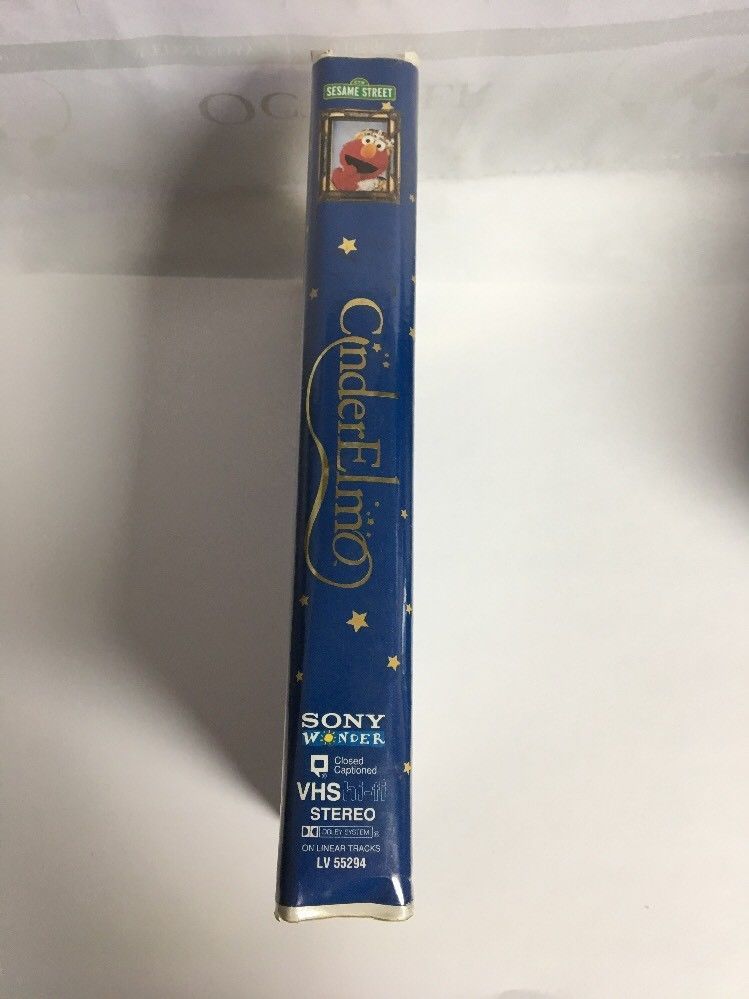 SESAME STREET
CinderElmo
SONY
WONDER
Closed
Captioned
VHS hi-fi
STEREO
DOLBY SYSTEM
ON LINEAR TRACKS
LV 55294